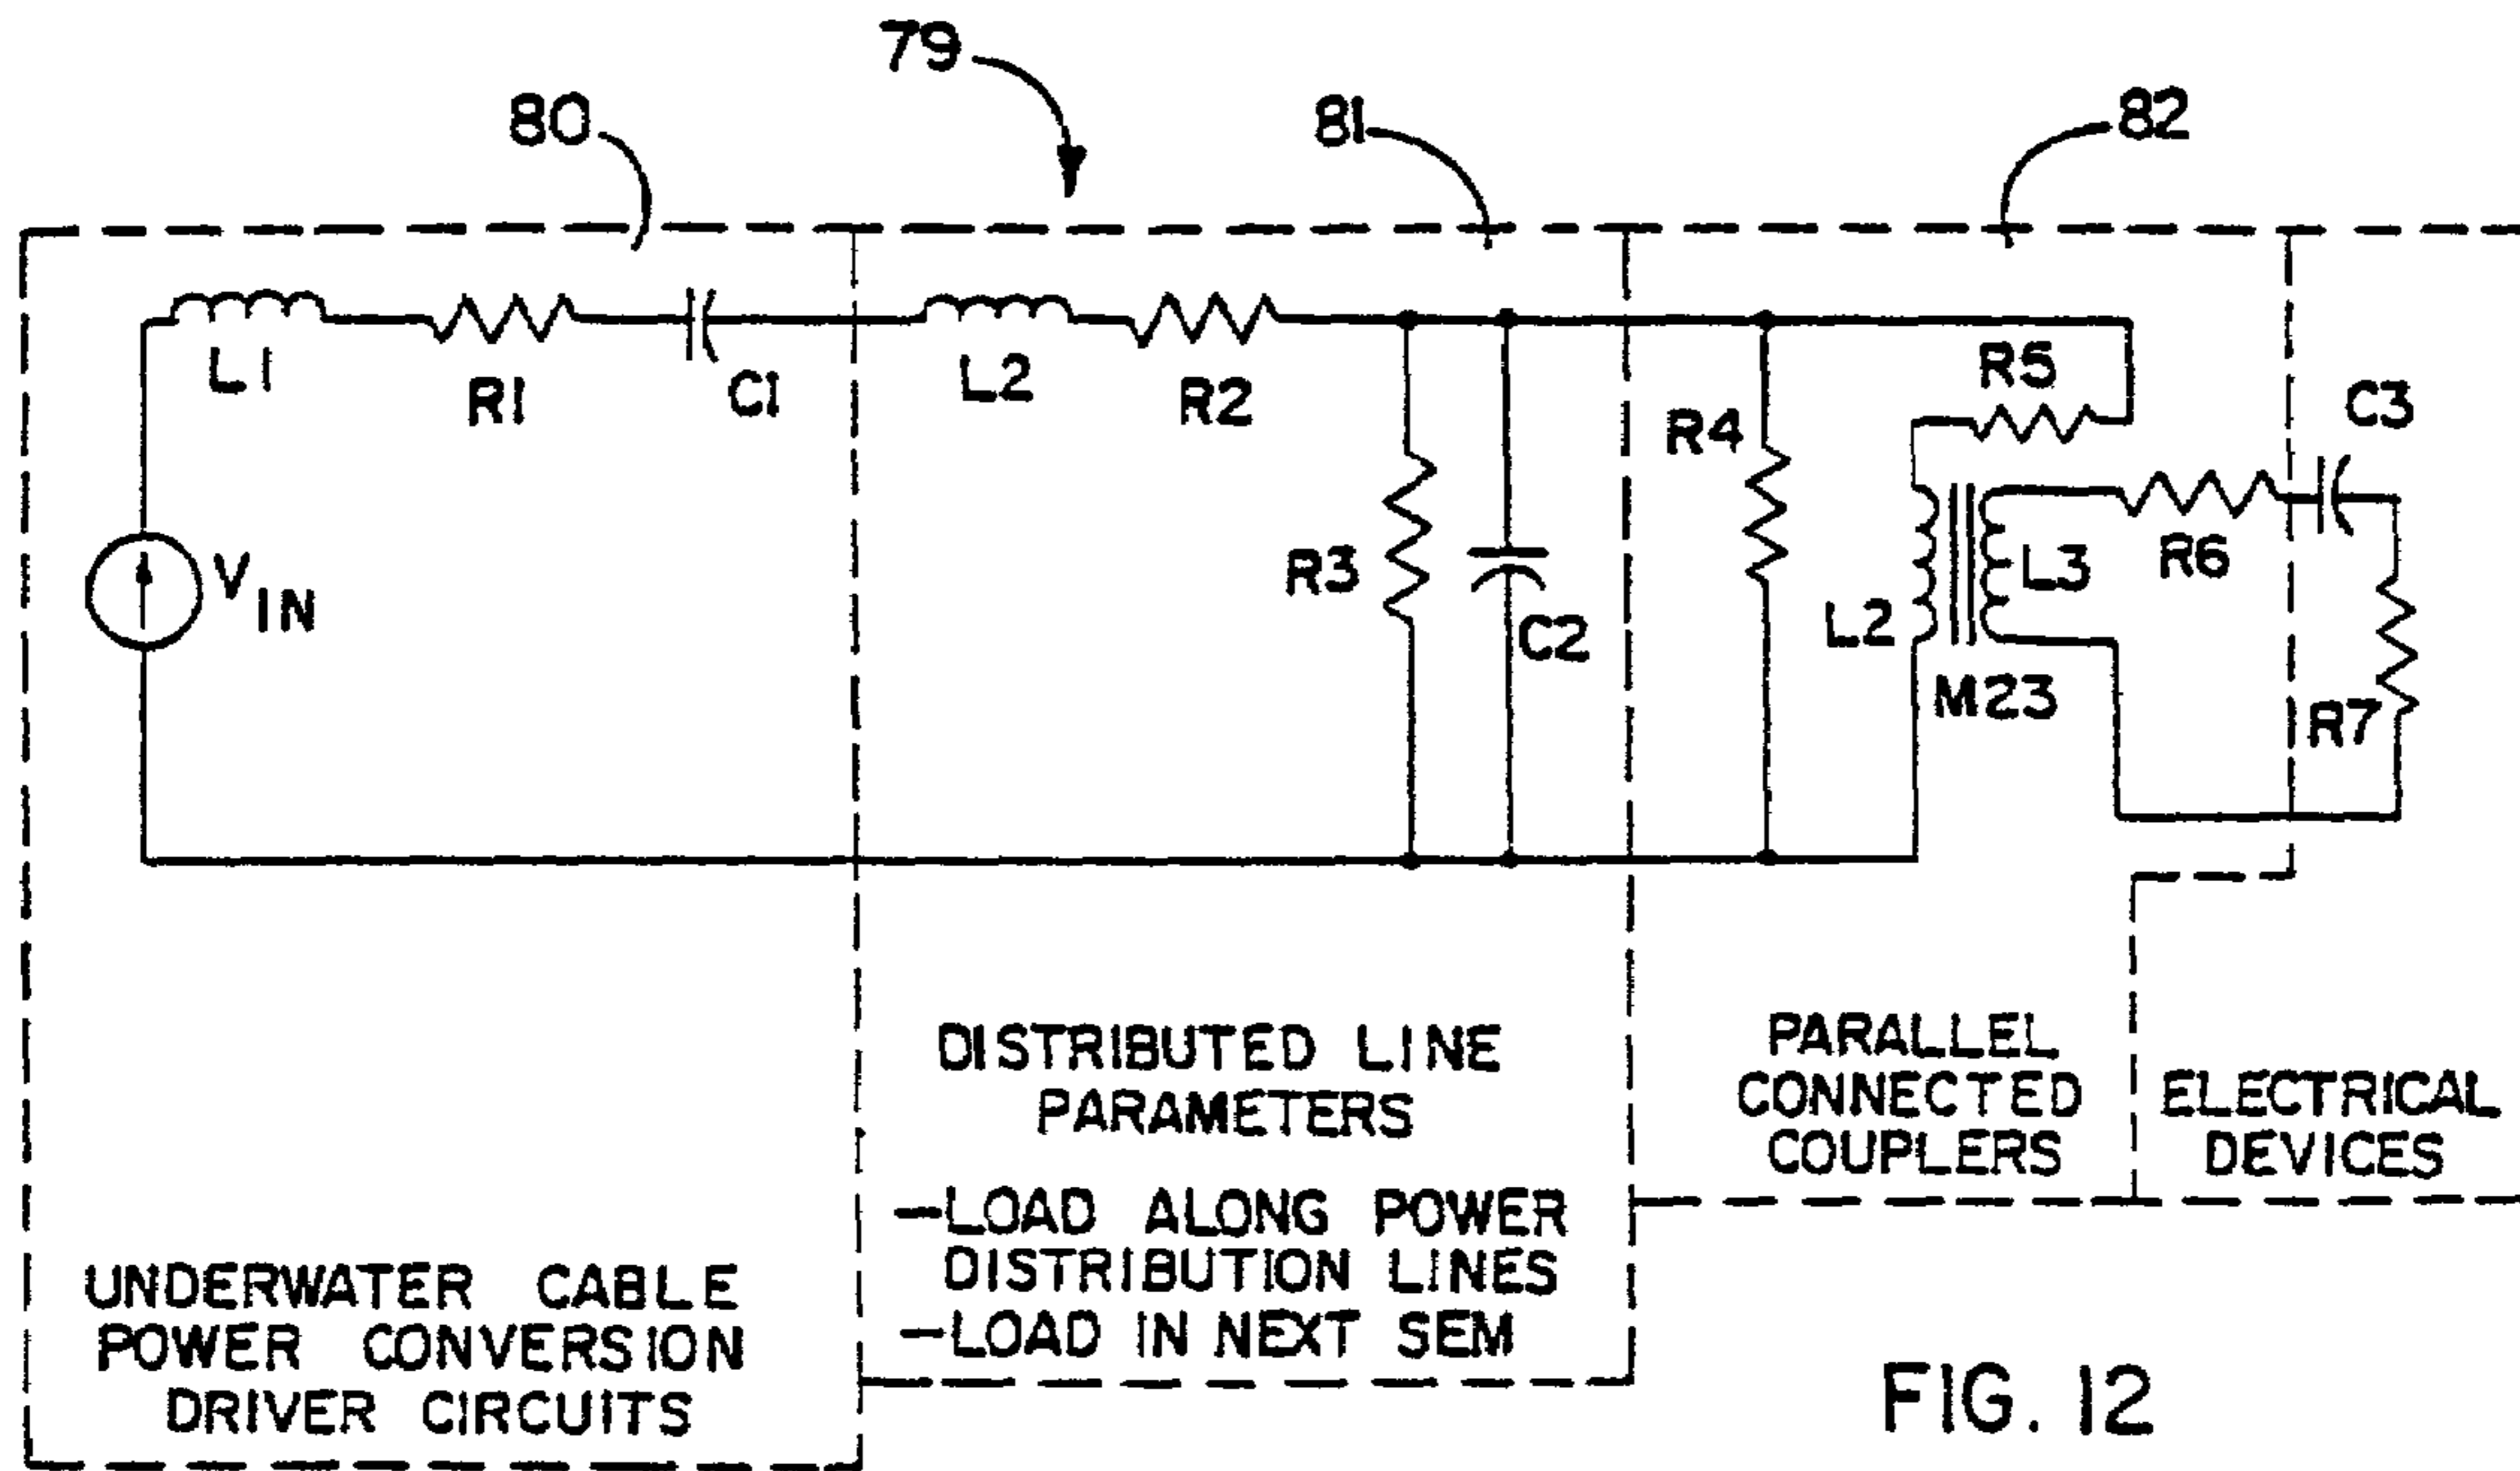 79
80
81
82
L1
R1
C1
L2
R2
R5
C3
R4
VIN
R3
C2
L2
L3
R6
M23
R7
DISTRIBUTED LINE
PARAMETERS
-LOAD ALONG POWER
DISTRIBUTION LINES
-LOAD IN NEXT SEM
PARALLEL
CONNECTED
COUPLERS
ELECTRICAL
DEVICES
UNDERWATER CABLE
POWER CONVERSION
DRIVER CIRCUITS
FIG. 12